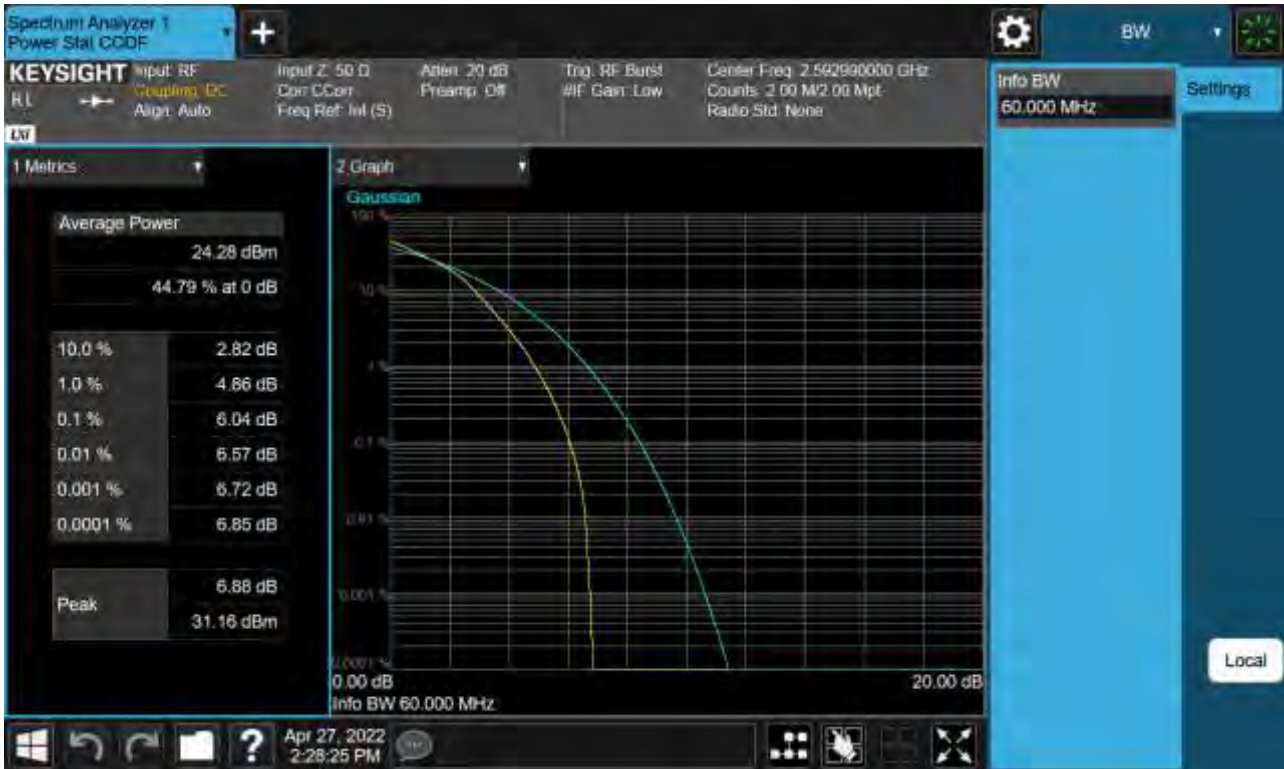 Spectrum Analyzer 1
Power Stat CCDF
+
BW
KEYSIGHT
RL
LXI
Input: RF
Coupling: DC
Align: Auto
Input Z: 50 Ω
Corr CCorr
Freq Ref: Int (S)
Atten: 20 dB
Preamp: Off
Trig: RF Burst
#IF Gain: Low
Center Freq: 2.592990000 GHz
Counts: 2.00 M/2.00 Mpt
Radio Std: None
Info BW
60.000 MHz
Settings
1 Metrics
Average Power
24.28 dBm
44.79 % at 0 dB
10.0 % 2.82 dB
1.0 % 4.86 dB
0.1 % 6.04 dB
0.01 % 6.57 dB
0.001 % 6.72 dB
0.0001 % 6.85 dB
Peak
6.88 dB
31.16 dBm
2 Graph
Gaussian
100 %
10 %
1 %
0.1 %
0.01 %
0.001 %
0.0001 %
0.00 dB
20.00 dB
Info BW 60.000 MHz
Local
?
Apr 27, 2022
2:28:25 PM